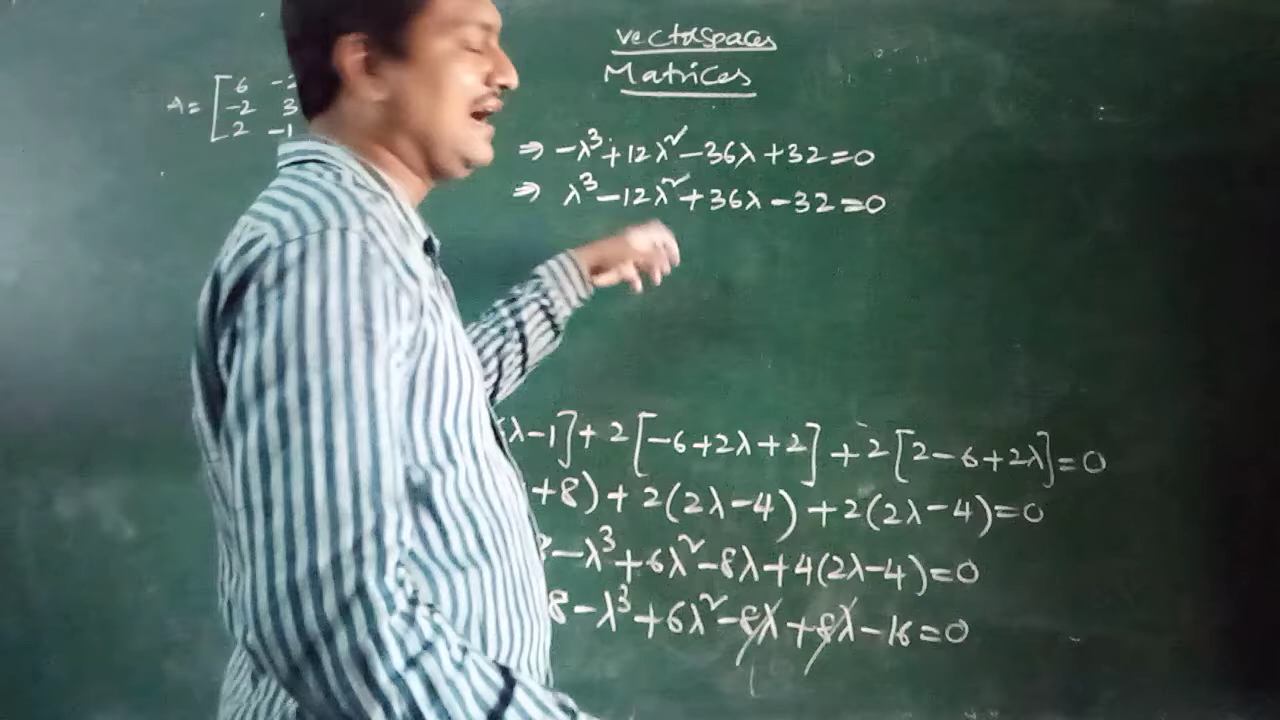 vectorspaces
Matrices
A = [ 6 -2
-2 3
2 -1
⇒ -λ³+12λ²-36λ+32=0
⇒ λ³-12λ²+36λ-32=0
λ-1]+2[-6+2λ+2]+2[2-6+2λ]=0
+8)+2(2λ-4)+2(2λ-4)=0
-λ³+6λ²-8λ+4(2λ-4)=0
8-λ³+6λ²-8λ+8λ-16=0